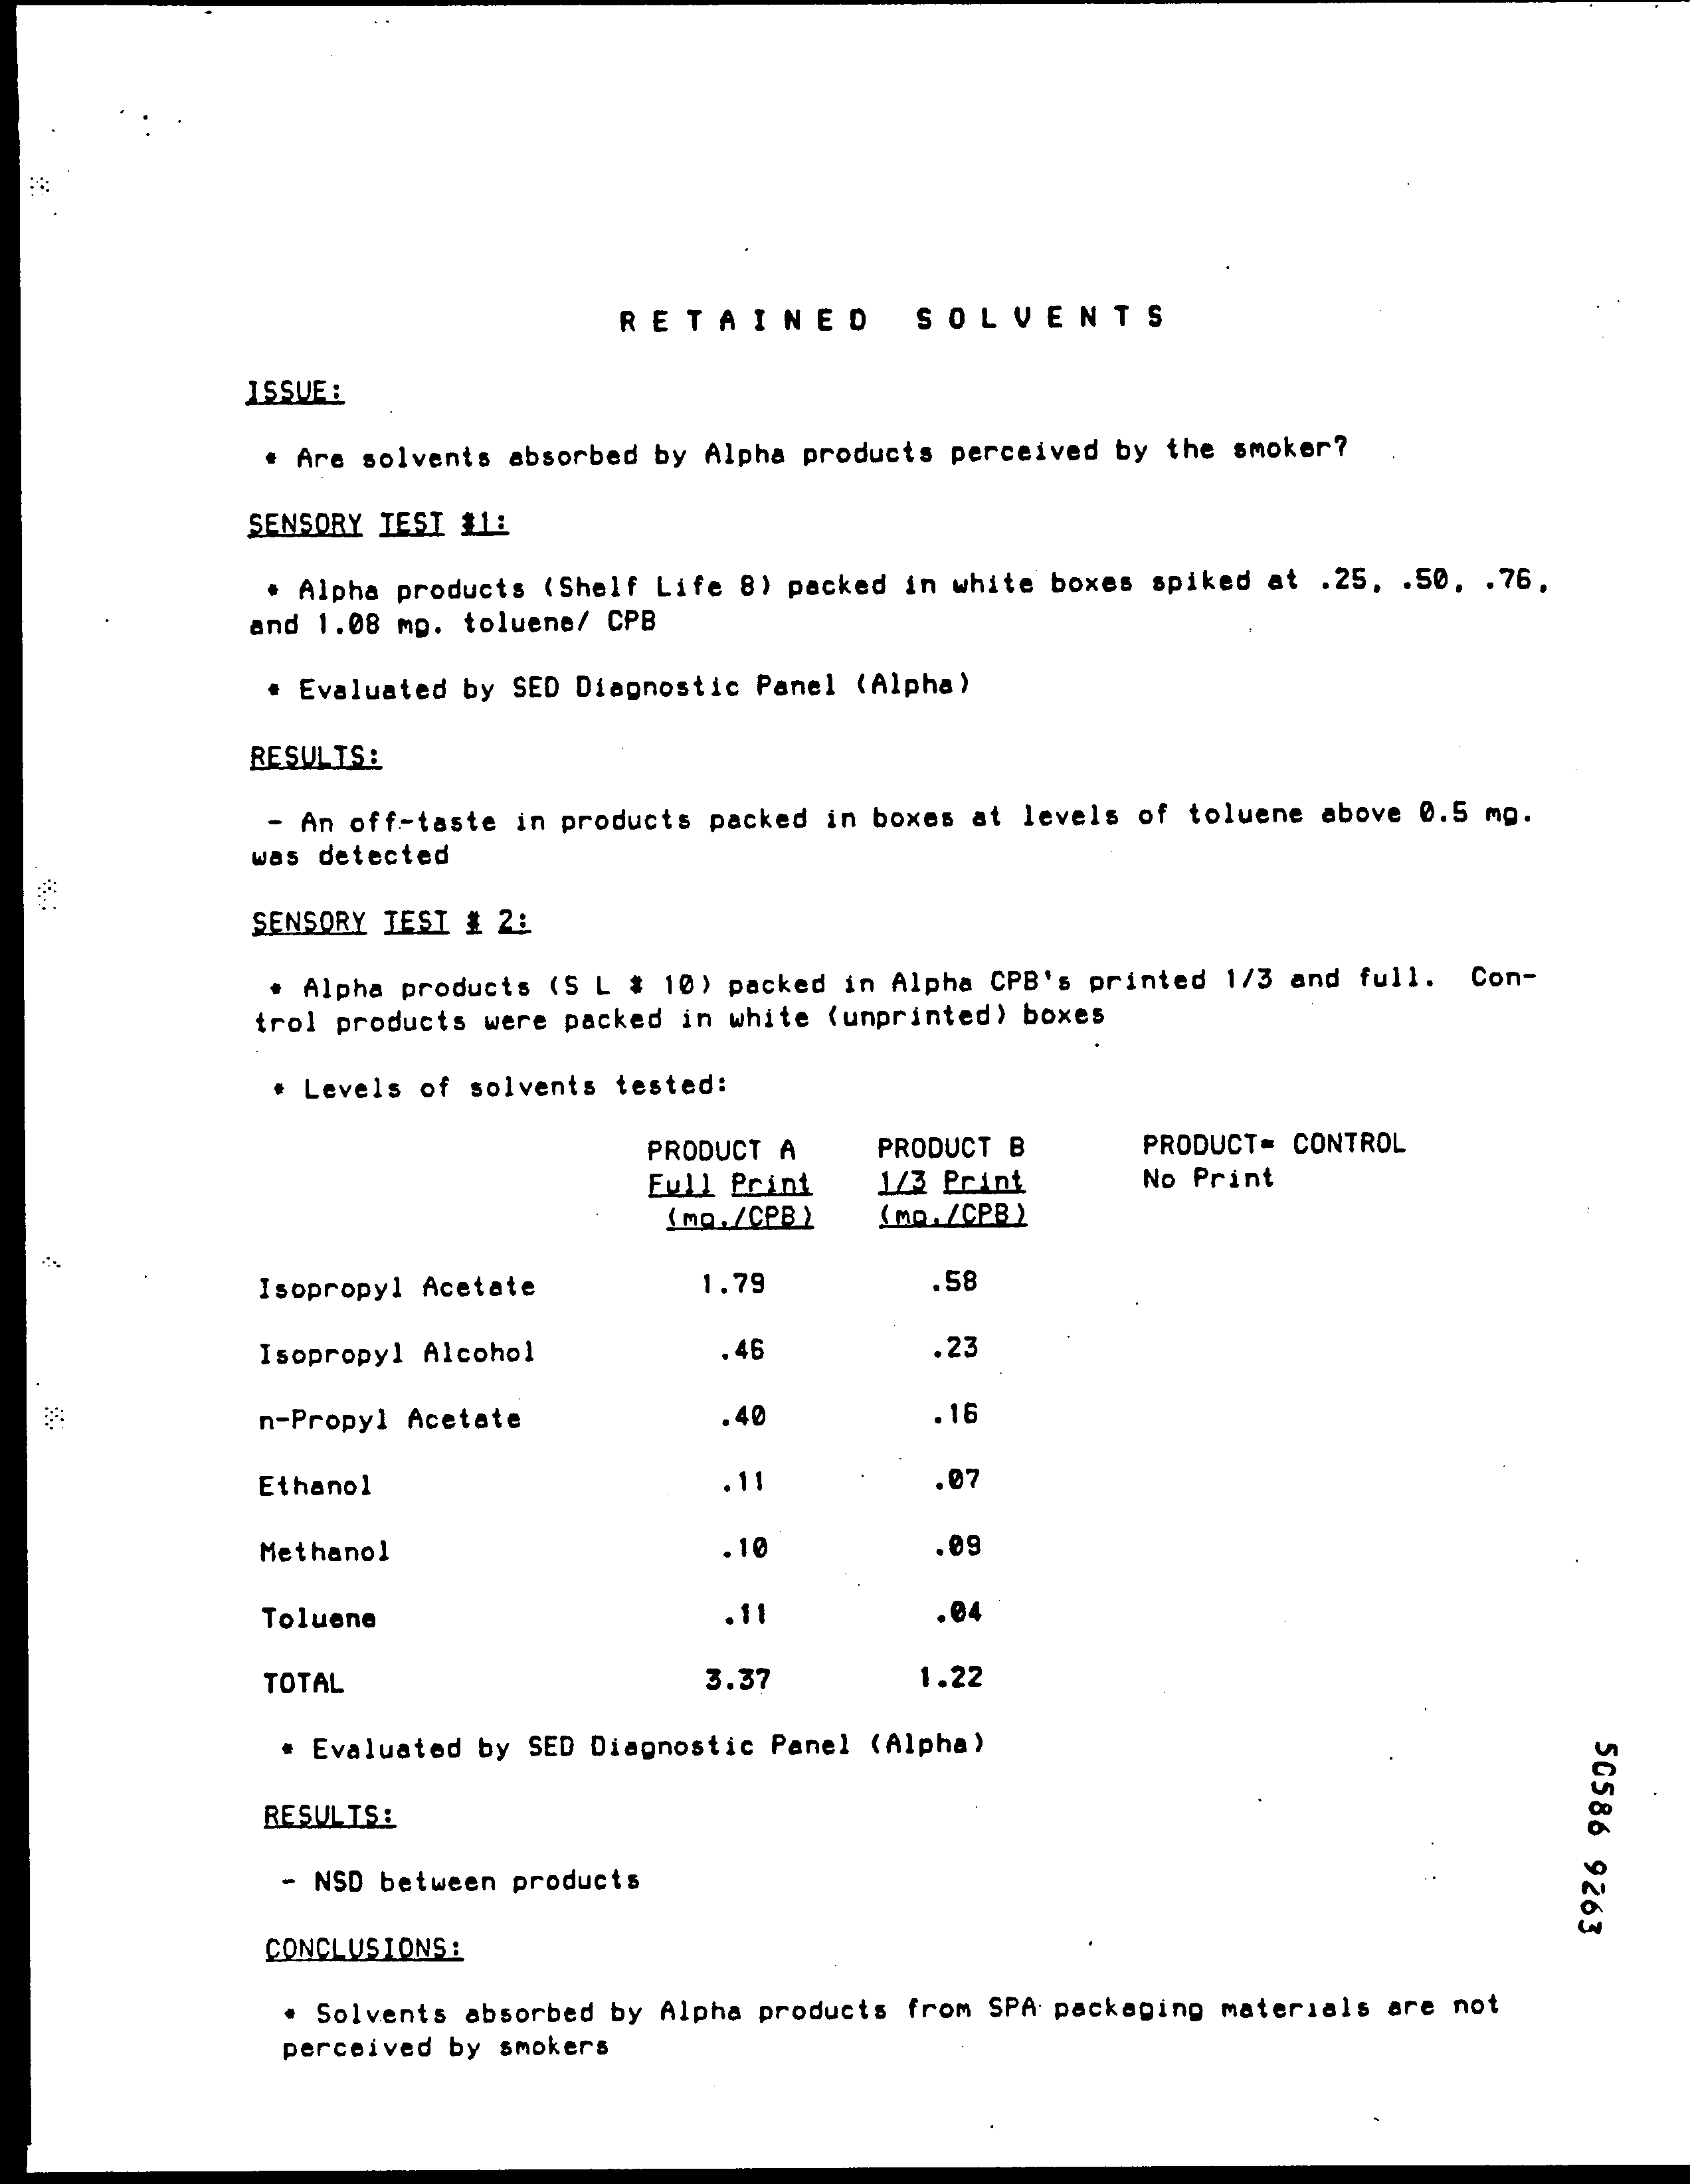 RETAINED SOLVENTS
ISSUE:
* Are solvents absorbed by Alpha products perceived by the smoker?
SENSORY TEST #1:
* Alpha products (Shelf Life 8) packed in white boxes spiked at .25, .50, .76,
and 1.08 mg. toluene/ CPB
* Evaluated by SED Diagnostic Panel (Alpha)
RESULTS:
- An off-taste in products packed in boxes at levels of toluene above 0.5 mg.
was detected
SENSORY TEST # 2:
* Alpha products (S L # 10) packed in Alpha CPB's printed 1/3 and full. Con-
trol products were packed in white (unprinted) boxes
* Levels of solvents tested:
PRODUCT A PRODUCT B PRODUCT= CONTROL
Full Print 1/3 Print No Print
(mg./CPB) (mg./CPB)
Isopropyl Acetate 1.79 .58
Isopropyl Alcohol .46 .23
n-Propyl Acetate .40 .16
Ethanol .11 .07
Methanol .10 .09
Toluene .11 .04
TOTAL 3.37 1.22
* Evaluated by SED Diagnostic Panel (Alpha)
RESULTS:
- NSD between products
CONCLUSIONS:
* Solvents absorbed by Alpha products from SPA packaging materials are not
perceived by smokers
50586 9263